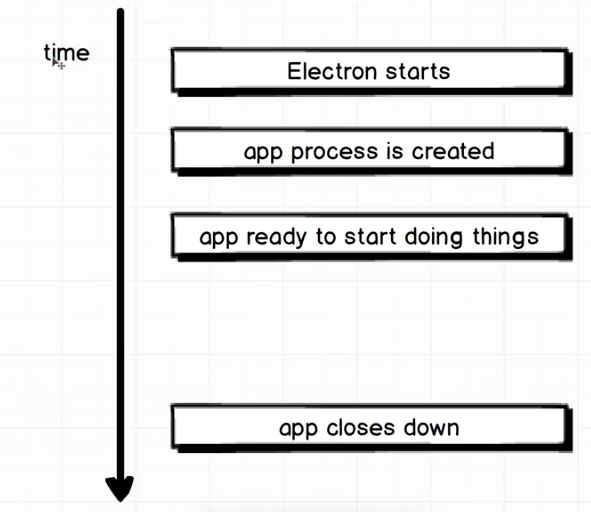 time
Electron starts
app process is created
app ready to start doing things
app closes down